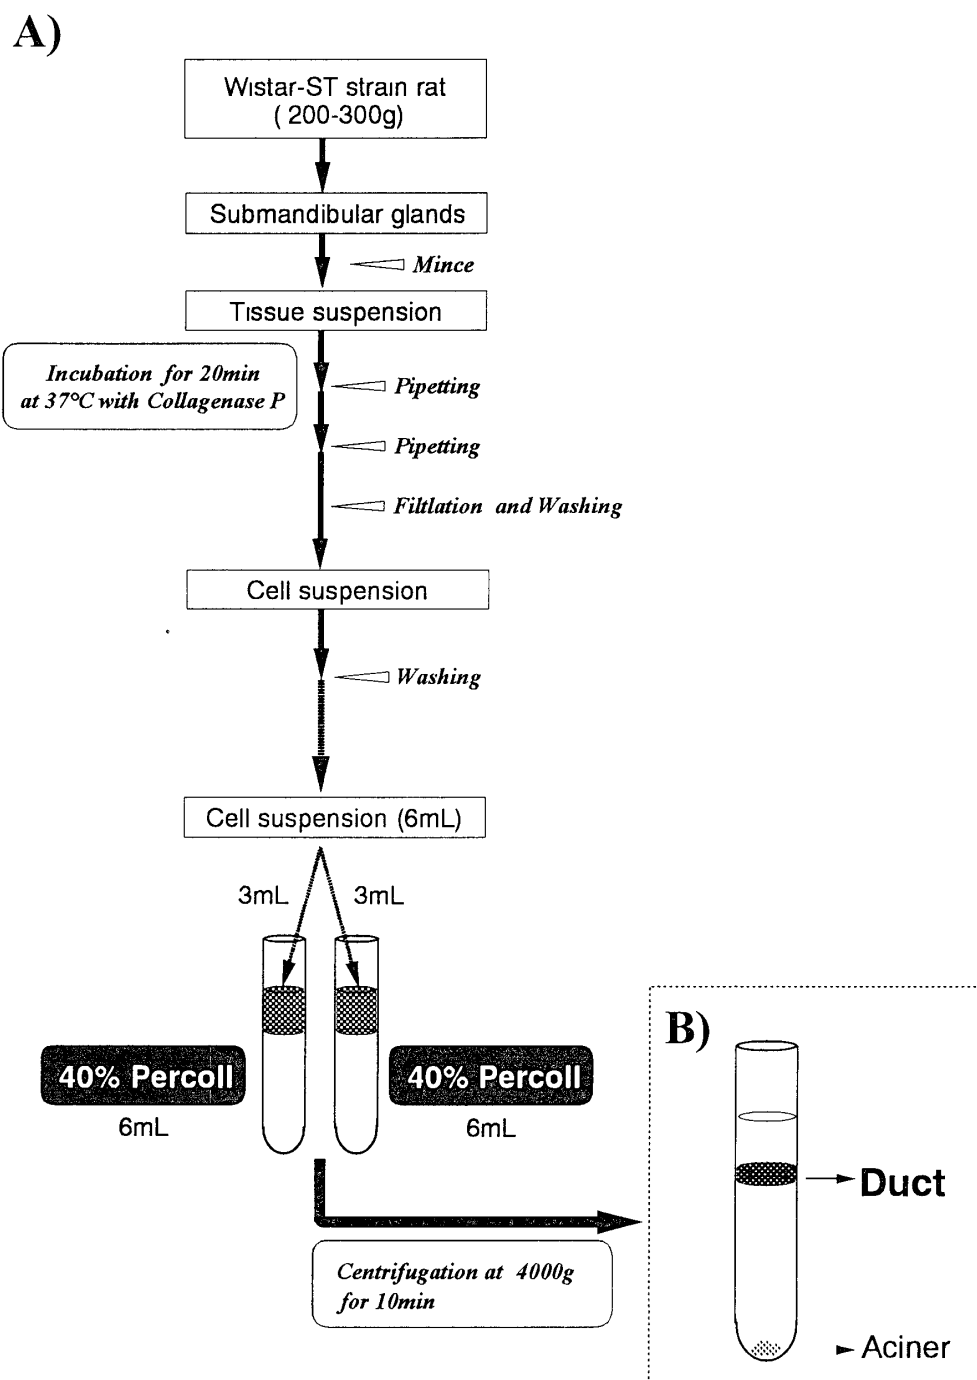 A)
Wistar-ST strain rat
( 200-300g)
Submandibular glands
Mince
Tissue suspension
Incubation for 20min
at 37°C with Collagenase P
Pipetting
Pipetting
Filtlation and Washing
Cell suspension
Washing
Cell suspension (6mL)
3mL 3mL
40% Percoll
6mL
40% Percoll
6mL
Centrifugation at 4000g
for 10min
B)
Duct
Aciner